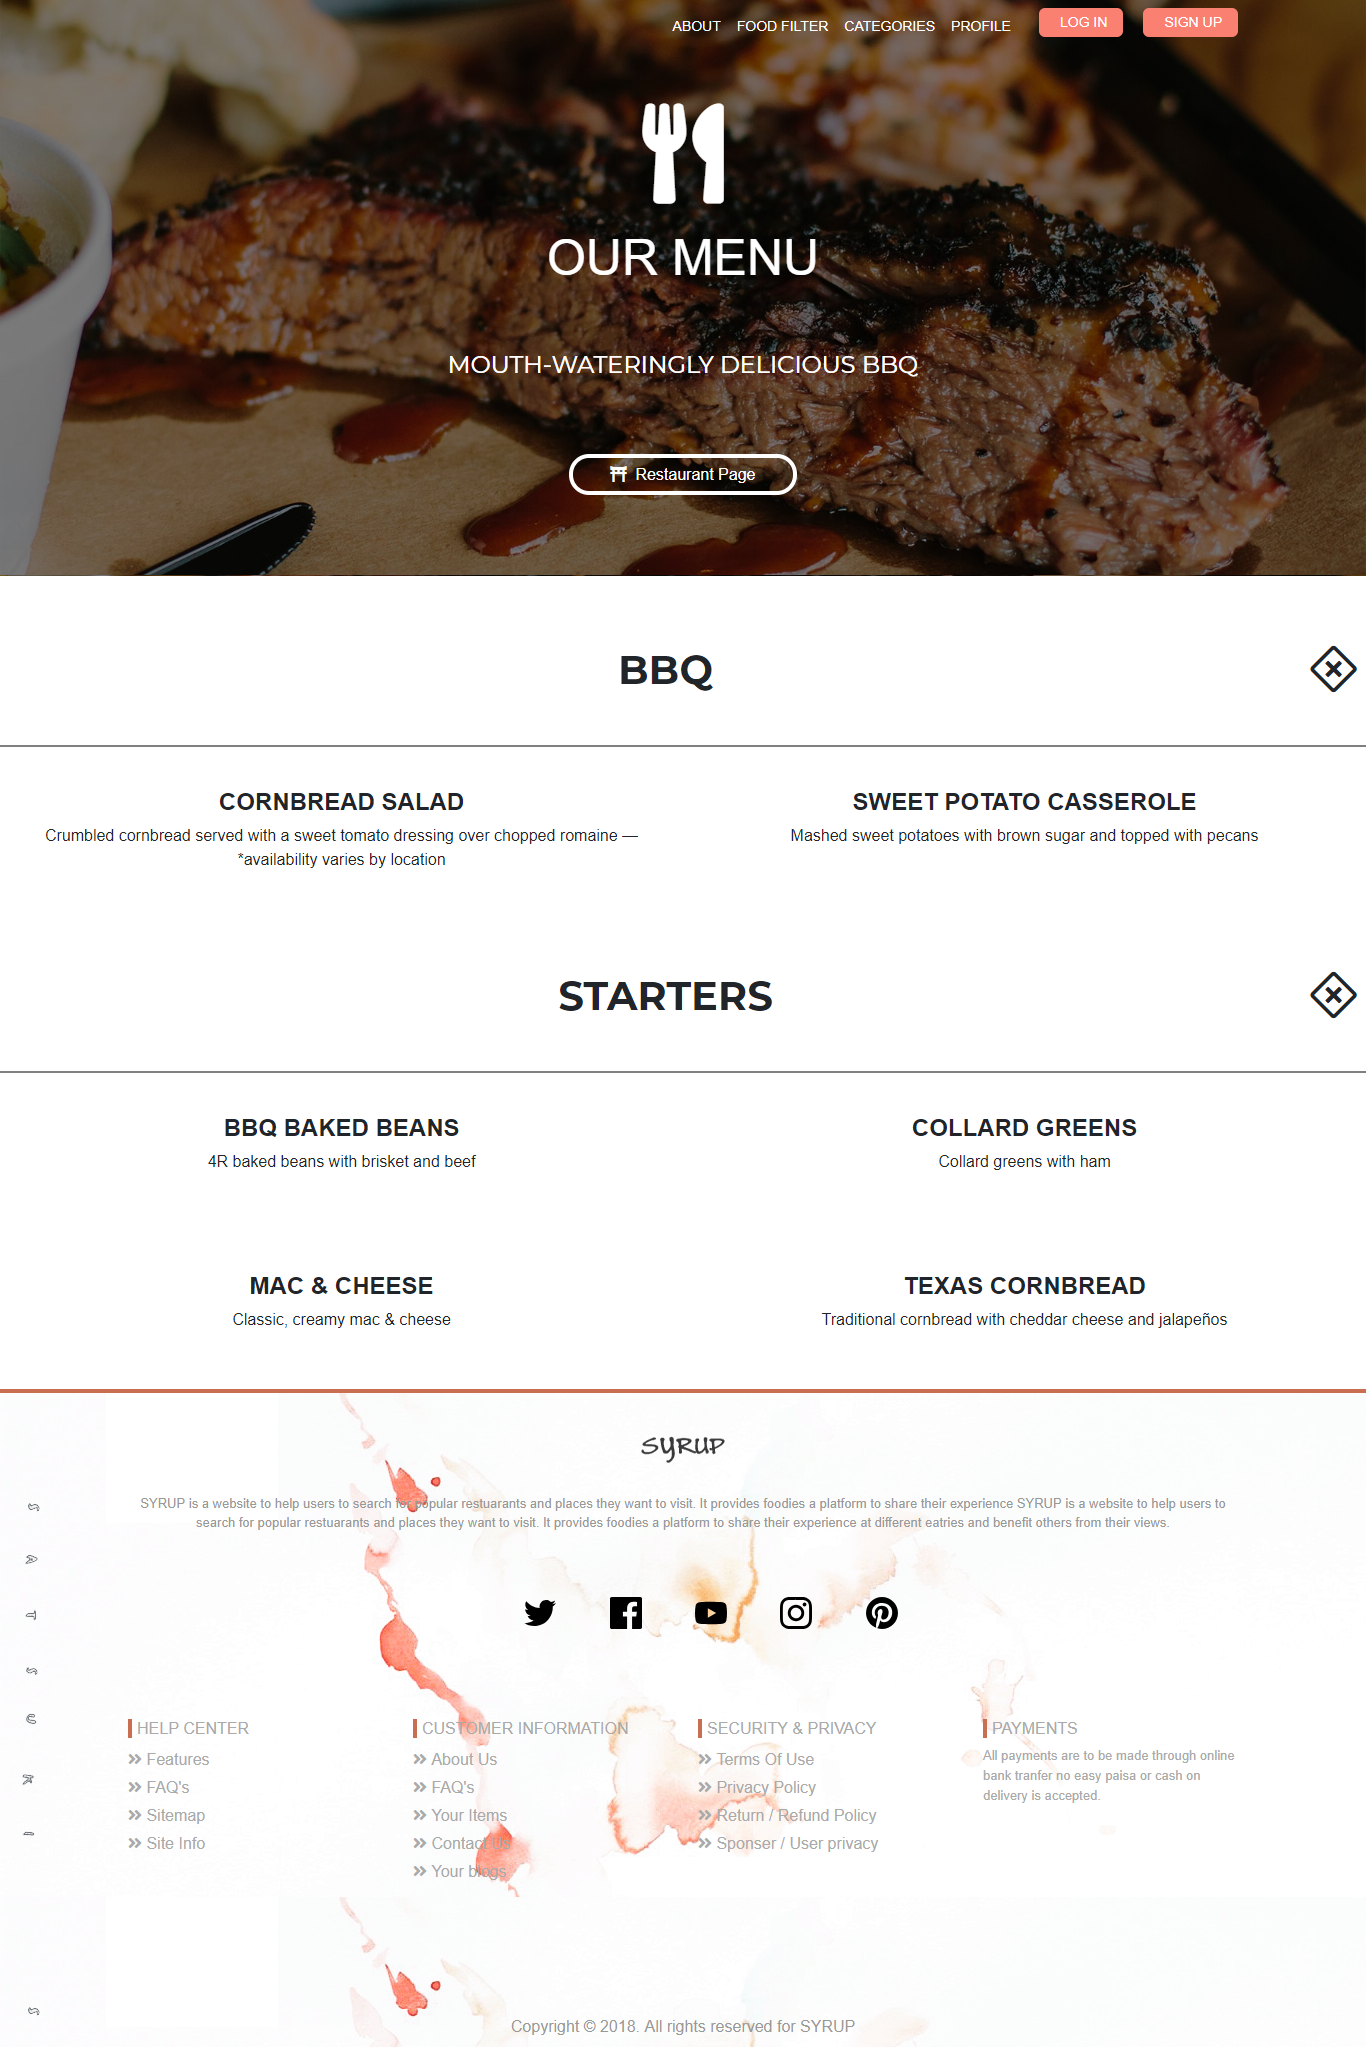 ABOUT FOOD FILTER CATEGORIES PROFILE LOG IN SIGN UP
OUR MENU
MOUTH-WATERINGLY DELICIOUS BBQ
Restaurant Page
BBQ
CORNBREAD SALAD
Crumbled cornbread served with a sweet tomato dressing over chopped romaine —
*availability varies by location
SWEET POTATO CASSEROLE
Mashed sweet potatoes with brown sugar and topped with pecans
STARTERS
BBQ BAKED BEANS
4R baked beans with brisket and beef
COLLARD GREENS
Collard greens with ham
MAC & CHEESE
Classic, creamy mac & cheese
TEXAS CORNBREAD
Traditional cornbread with cheddar cheese and jalapeños
SYRUP
SYRUP is a website to help users to search for popular restuarants and places they want to visit. It provides foodies a platform to share their experience SYRUP is a website to help users to
search for popular restuarants and places they want to visit. It provides foodies a platform to share their experience at different eatries and benefit others from their views.
HELP CENTER
Features
FAQ's
Sitemap
Site Info
CUSTOMER INFORMATION
About Us
FAQ's
Your Items
Contact Us
Your blogs
SECURITY & PRIVACY
Terms Of Use
Privacy Policy
Return / Refund Policy
Sponser / User privacy
PAYMENTS
All payments are to be made through online
bank tranfer no easy paisa or cash on
delivery is accepted.
Copyright © 2018. All rights reserved for SYRUP